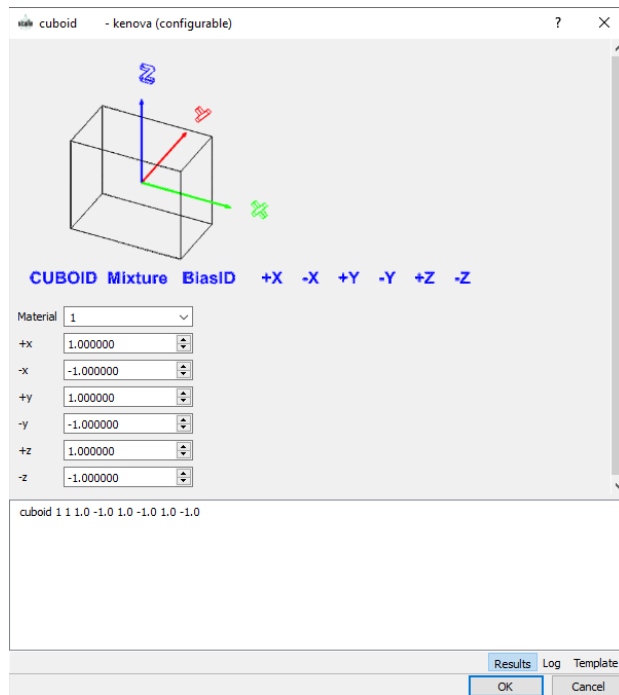 cuboid - kenova (configurable) ? ×
Z
Y
X
CUBOID Mixture BiasID +X -X +Y -Y +Z -Z
Material 1
+x 1.000000
-x -1.000000
+y 1.000000
-y -1.000000
+z 1.000000
-z -1.000000
cuboid 1 1 1.0 -1.0 1.0 -1.0 1.0 -1.0
Results Log Template
OK Cancel